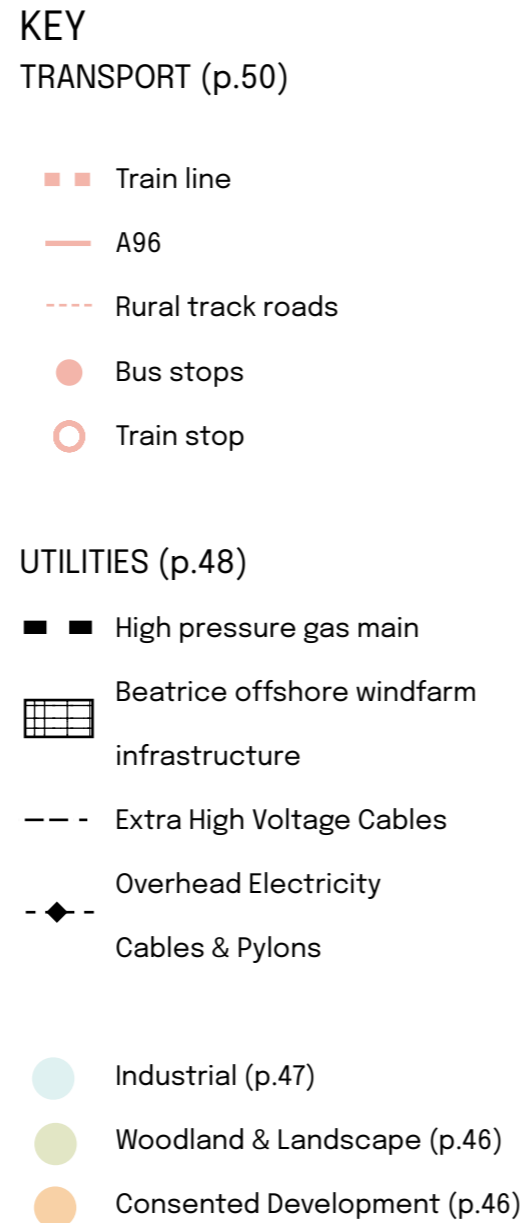 KEY
TRANSPORT (p.50)
Train line
A96
Rural track roads
Bus stops
Train stop
UTILITIES (p.48)
High pressure gas main
Beatrice offshore windfarm
infrastructure
Extra High Voltage Cables
Overhead Electricity
Cables & Pylons
Industrial (p.47)
Woodland & Landscape (p.46)
Consented Development (p.46)